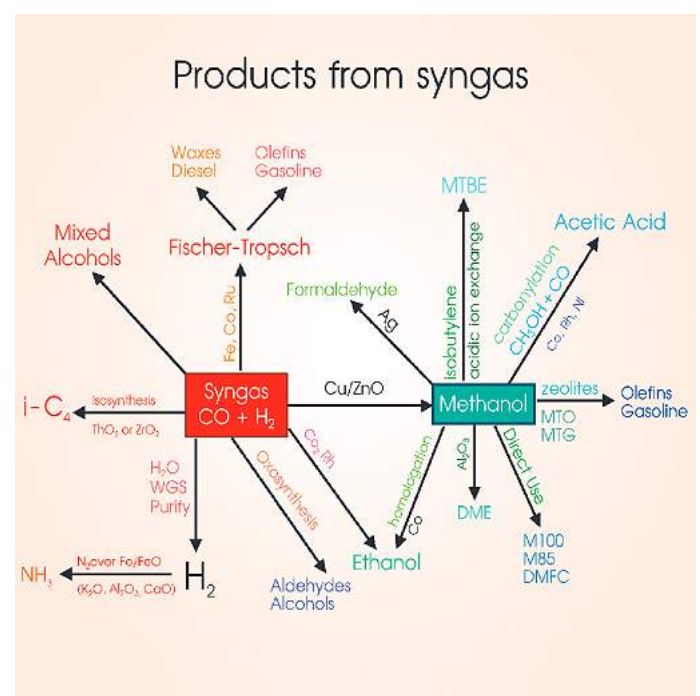 Products from syngas
Waxes
Diesel
Olefins
Gasoline
MTBE
Mixed
Alcohols
Fischer-Tropsch
Acetic Acid
Formaldehyde
Fe, Co, Ru
Ag
isobutylene
acidic ion exchange
carbonylation
CH₃OH + CO
Co, Rh, Ni
Syngas
CO + H₂
Cu/ZnO
Methanol
zeolites
MTO
MTG
Olefins
Gasoline
i-C₄
Isosynthesis
ThO₂ or ZrO₂
H₂O
WGS
Purify
Oxosynthesis
Co₂ Rh
homologation
Co
Al₂O₃
Direct Use
DME
M100
M85
DMFC
Ethanol
Aldehydes
Alcohols
NH₃
N₂over Fe/FeO
(K₂O, Al₂O₃, CaO)
H₂